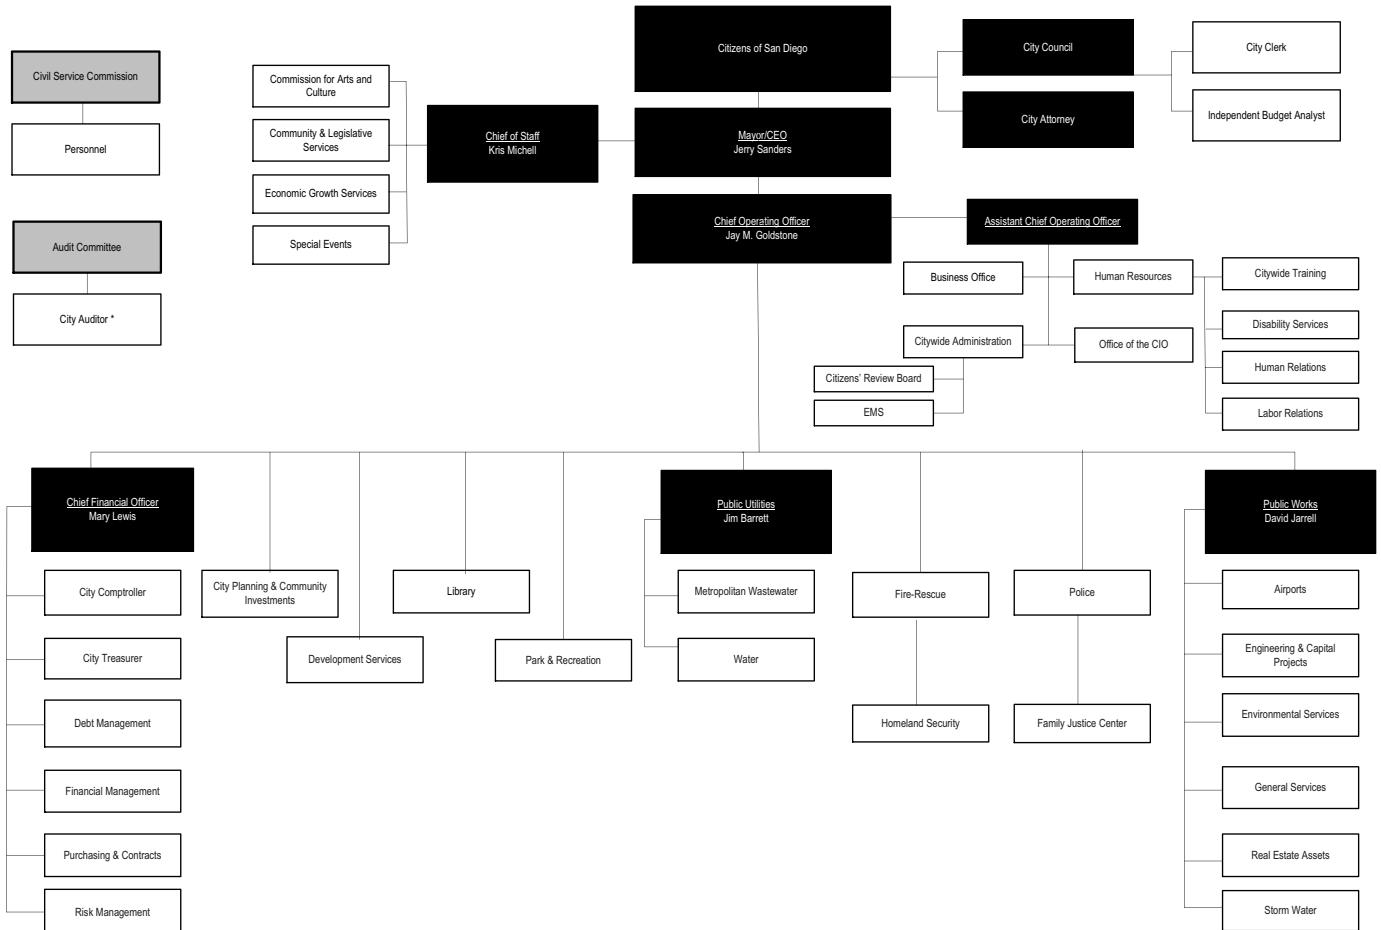 Citizens of San Diego
City Council
City Clerk
City Attorney
Independent Budget Analyst
Civil Service Commission
Personnel
Audit Committee
City Auditor *
Commission for Arts and
Culture
Community & Legislative
Services
Economic Growth Services
Special Events
Chief of Staff
Kris Michell
Mayor/CEO
Jerry Sanders
Chief Operating Officer
Jay M. Goldstone
Assistant Chief Operating Officer
Business Office
Human Resources
Citywide Training
Disability Services
Human Relations
Labor Relations
Citywide Administration
Office of the CIO
Citizens' Review Board
EMS
Chief Financial Officer
Mary Lewis
City Comptroller
City Treasurer
Debt Management
Financial Management
Purchasing & Contracts
Risk Management
City Planning & Community
Investments
Development Services
Library
Park & Recreation
Public Utilities
Jim Barrett
Metropolitan Wastewater
Water
Fire-Rescue
Homeland Security
Police
Family Justice Center
Public Works
David Jarrell
Airports
Engineering & Capital
Projects
Environmental Services
General Services
Real Estate Assets
Storm Water